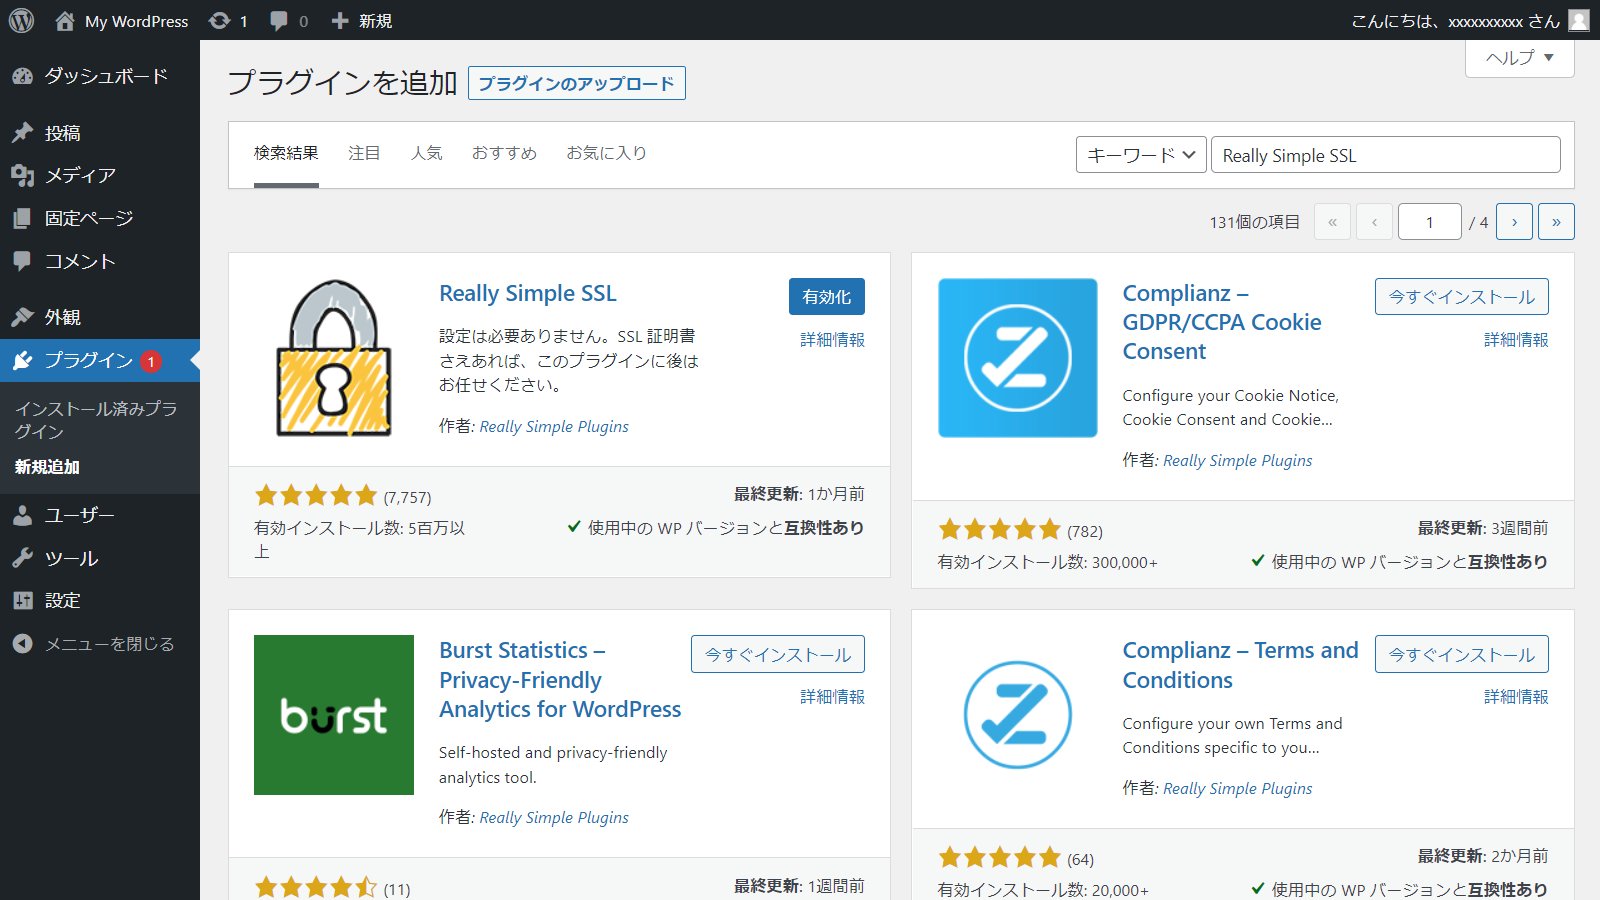 My WordPress 1 0 新規 こんにちは、xxxxxxxxxx さん
ダッシュボード
投稿
メディア
固定ページ
コメント
外観
プラグイン 1
インストール済みプラ
グイン
新規追加
ユーザー
ツール
設定
メニューを閉じる
ヘルプ ▼
プラグインを追加 プラグインのアップロード
検索結果 注目 人気 おすすめ お気に入り キーワード Really Simple SSL
131個の項目 « ‹ 1 / 4 › »
Really Simple SSL
有効化
詳細情報
設定は必要ありません。SSL 証明書
さえあれば、このプラグインに後は
お任せください。
作者: Really Simple Plugins
(7,757)
最終更新: 1か月前
有効インストール数: 5百万以
上
使用中の WP バージョンと互換性あり
Complianz –
GDPR/CCPA Cookie
Consent
今すぐインストール
詳細情報
Configure your Cookie Notice,
Cookie Consent and Cookie...
作者: Really Simple Plugins
(782)
最終更新: 3週間前
有効インストール数: 300,000+
使用中の WP バージョンと互換性あり
burst
Burst Statistics –
Privacy-Friendly
Analytics for WordPress
今すぐインストール
詳細情報
Self-hosted and privacy-friendly
analytics tool.
作者: Really Simple Plugins
(11)
最終更新: 1週間前
Complianz – Terms and
Conditions
今すぐインストール
詳細情報
Configure your own Terms and
Conditions specific to you...
作者: Really Simple Plugins
(64)
最終更新: 2か月前
有効インストール数: 20,000+
使用中の WP バージョンと互換性あり